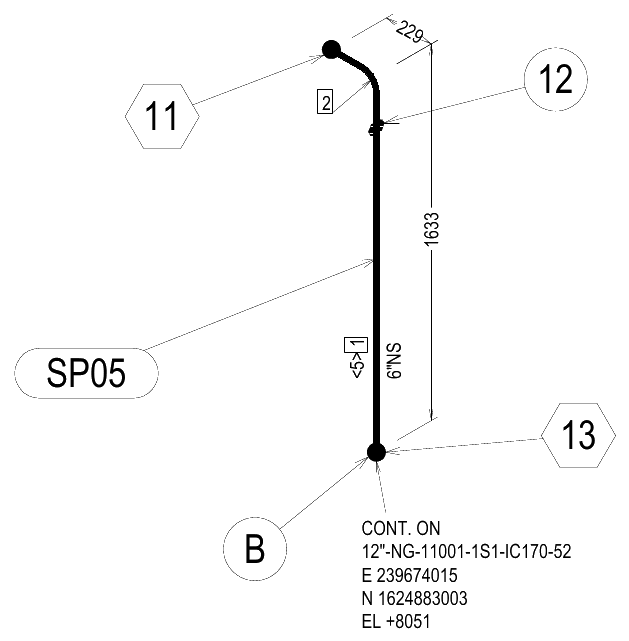 229
11
2
12
1633
SP05
<5> 1
6"NS
13
B
CONT. ON
12"-NG-11001-1S1-IC170-52
E 239674015
N 1624883003
EL +8051